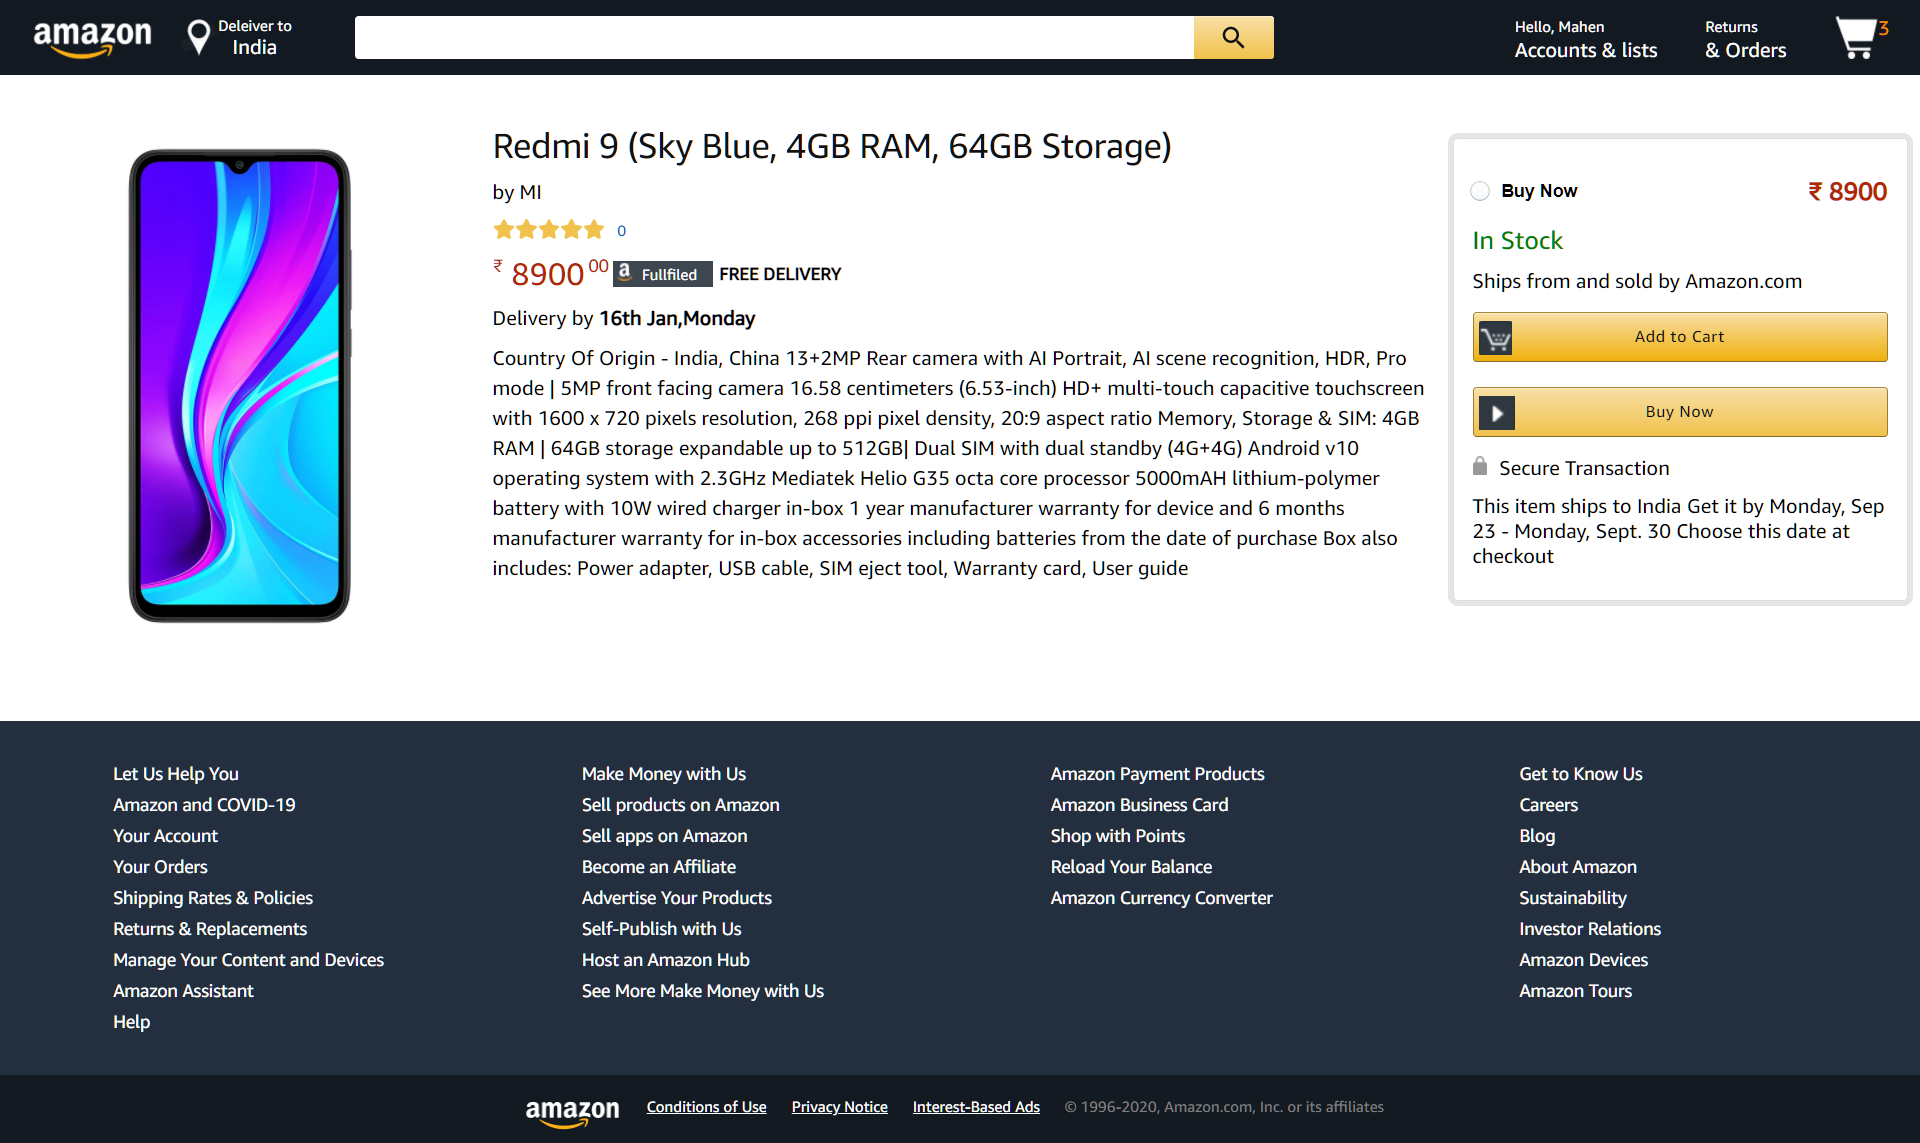 amazon
Deleiver to
India
Hello, Mahen
Accounts & lists
Returns
& Orders
3
Redmi 9 (Sky Blue, 4GB RAM, 64GB Storage)
by MI
0
₹ 8900 00 a Fullfiled FREE DELIVERY
Delivery by 16th Jan,Monday
Country Of Origin - India, China 13+2MP Rear camera with AI Portrait, AI scene recognition, HDR, Pro
mode | 5MP front facing camera 16.58 centimeters (6.53-inch) HD+ multi-touch capacitive touchscreen
with 1600 x 720 pixels resolution, 268 ppi pixel density, 20:9 aspect ratio Memory, Storage & SIM: 4GB
RAM | 64GB storage expandable up to 512GB| Dual SIM with dual standby (4G+4G) Android v10
operating system with 2.3GHz Mediatek Helio G35 octa core processor 5000mAH lithium-polymer
battery with 10W wired charger in-box 1 year manufacturer warranty for device and 6 months
manufacturer warranty for in-box accessories including batteries from the date of purchase Box also
includes: Power adapter, USB cable, SIM eject tool, Warranty card, User guide
Buy Now ₹ 8900
In Stock
Ships from and sold by Amazon.com
Add to Cart
Buy Now
Secure Transaction
This item ships to India Get it by Monday, Sep
23 - Monday, Sept. 30 Choose this date at
checkout
Let Us Help You
Amazon and COVID-19
Your Account
Your Orders
Shipping Rates & Policies
Returns & Replacements
Manage Your Content and Devices
Amazon Assistant
Help
Make Money with Us
Sell products on Amazon
Sell apps on Amazon
Become an Affiliate
Advertise Your Products
Self-Publish with Us
Host an Amazon Hub
See More Make Money with Us
Amazon Payment Products
Amazon Business Card
Shop with Points
Reload Your Balance
Amazon Currency Converter
Get to Know Us
Careers
Blog
About Amazon
Sustainability
Investor Relations
Amazon Devices
Amazon Tours
amazon Conditions of Use Privacy Notice Interest-Based Ads © 1996-2020, Amazon.com, Inc. or its affiliates